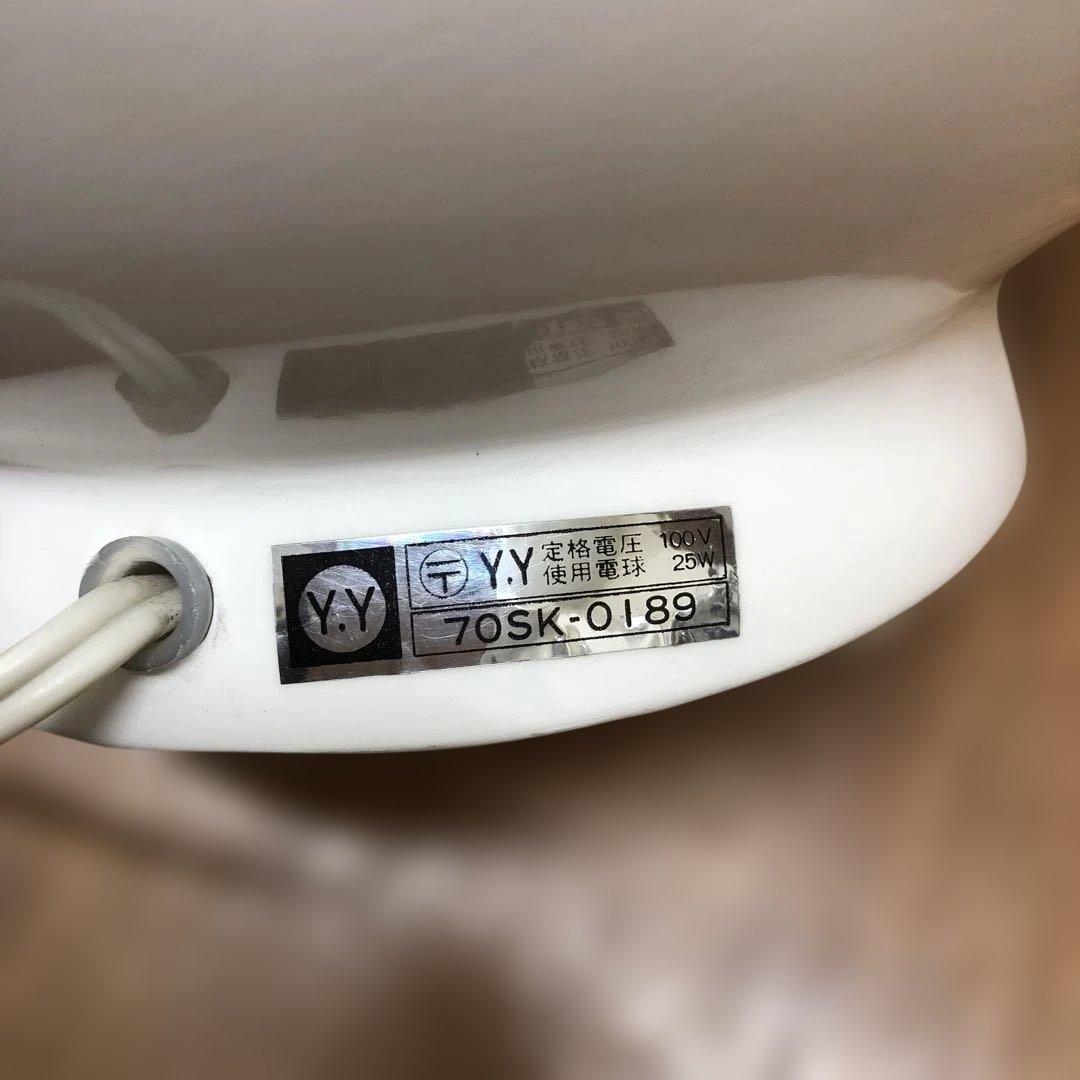 Y.Y
〒 Y.Y
定格電圧 100V
使用電球 25W
70SK-0189